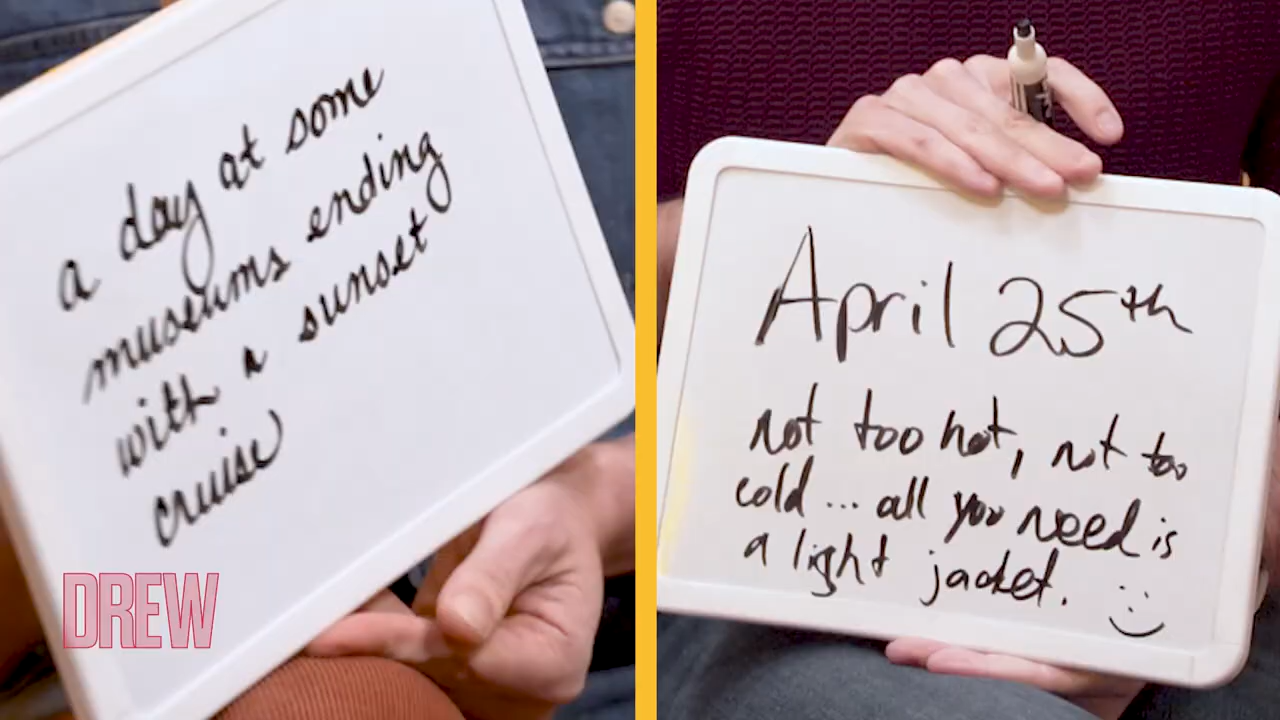 a day at some
museums ending
with a sunset
cruise
DREW
April 25th
not too hot, not too
cold... all you need is
a light jacket.